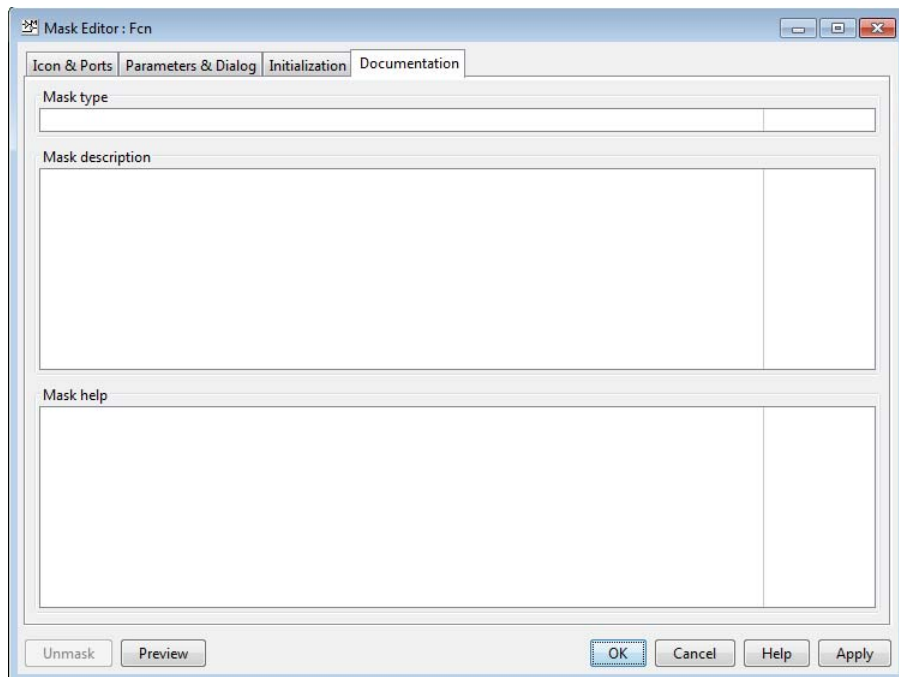 Mask Editor : Fcn
Icon & Ports Parameters & Dialog Initialization Documentation
Mask type
Mask description
Mask help
Unmask Preview OK Cancel Help Apply